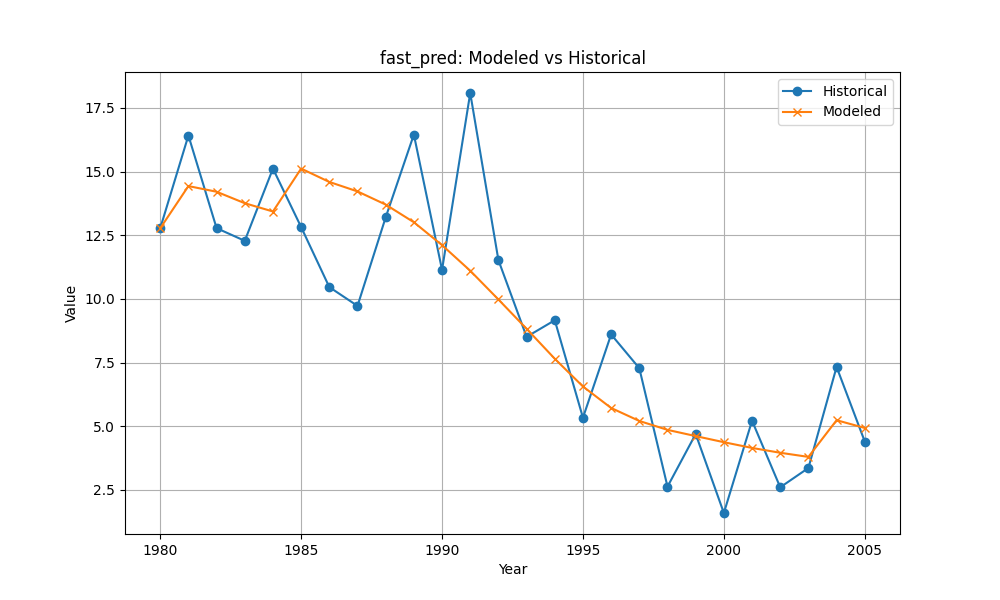 fast_pred: Modeled vs Historical
Historical
Modeled
17.5
15.0
12.5
10.0
7.5
5.0
2.5
Value
1980 1985 1990 1995 2000 2005
Year